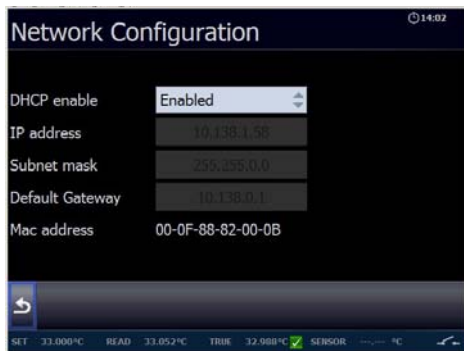 Network Configuration
14:02
DHCP enable Enabled
IP address 10.138.1.58
Subnet mask 255.255.0.0
Default Gateway 10.138.0.1
Mac address 00-0F-88-82-00-0B
SET 33.000°C READ 33.052°C TRUE 32.988°C SENSOR ---.--- °C